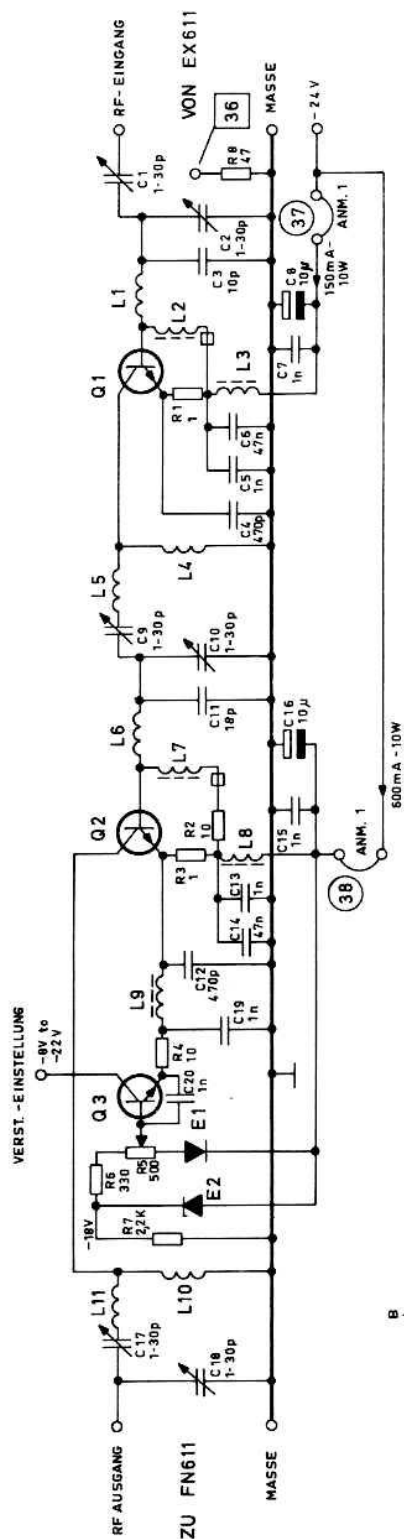 VERST. -EINSTELLUNG
-8V to
-22V
RF AUSGANG
ZU FN611
MASSE
C17
1-30p
L11
C18
1-30p
L10
R7
2,2K
-18V
R6
330
R5
500
E2
E1
Q3
C20
1n
R4
10
L9
C19
1n
C12
470p
Q2
R3
1
R2
10
C14
47n
C13
1n
L8
L7
L6
C11
18p
C10
1-30p
C9
1-30p
L5
L4
C15
1n
C16
10µ
38
ANM. 1
600mA-10W
C4
470p
C5
1n
C6
47n
Q1
R1
1
L3
L2
L1
C3
10p
C2
1-30p
C1
1-30p
C7
1n
C8
10µ
150mA-
10W
37
ANM. 1
R8
47
36
RF-EINGANG
VON EX611
MASSE
-24V
B